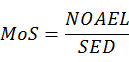 MoS = NOAEL
SED